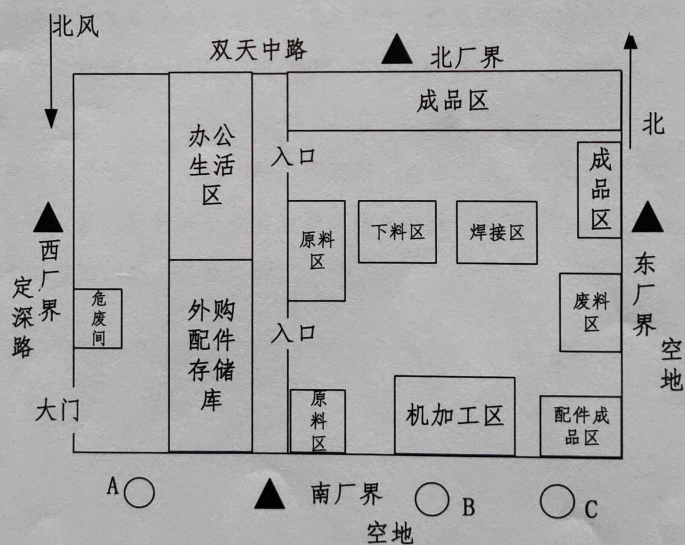 北风
双天中路
北厂界
北
成品区
办公
生活
区
入口
成
品
区
原料
区
下料区
焊接区
西
厂
界
定
深
路
危
废
间
外购
配件
存储
库
入口
废料
区
东
厂
界
空
地
大门
原
料
区
机加工区
配件成
品区
A
南厂界
B
C
空地